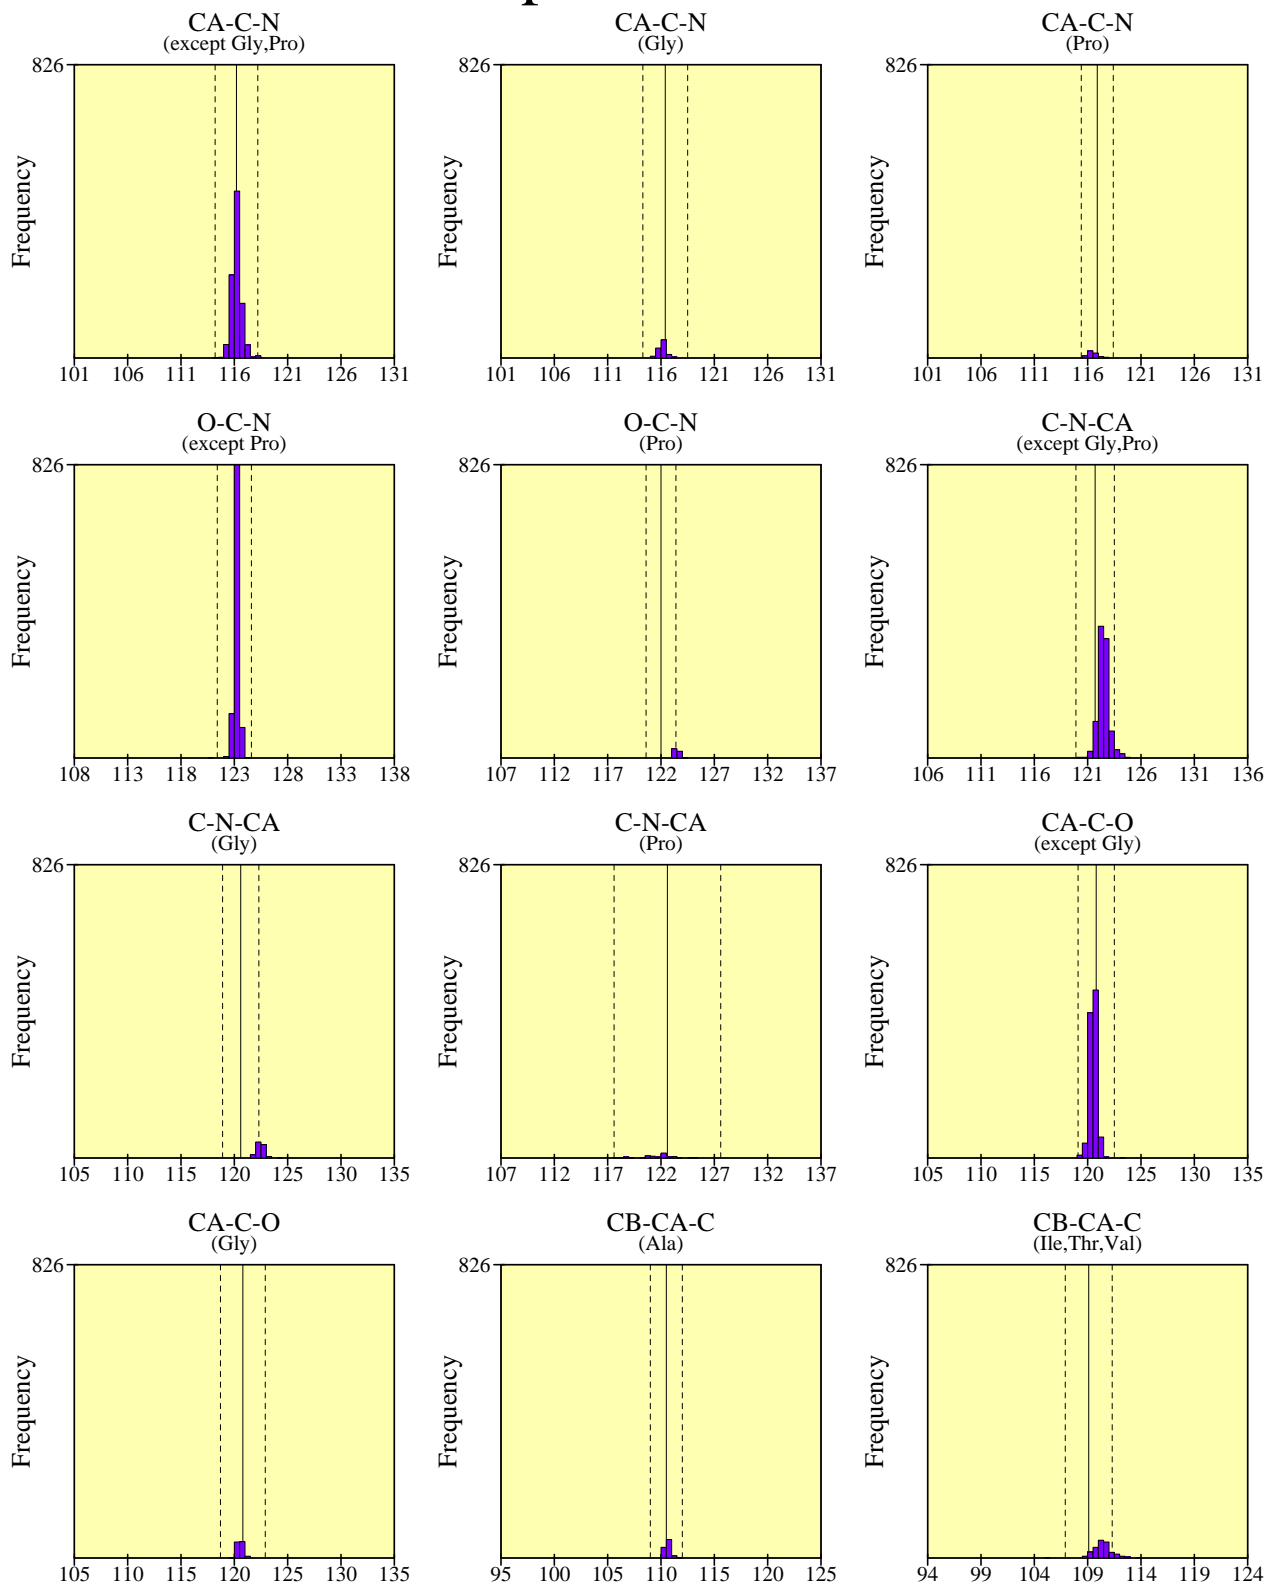 CA-C-N CA-C-N CA-C-N
(except Gly,Pro) (Gly) (Pro)
826 826 826
Frequency Frequency Frequency
101 106 111 116 121 126 131 101 106 111 116 121 126 131 101 106 111 116 121 126 131
O-C-N O-C-N C-N-CA
(except Pro) (Pro) (except Gly,Pro)
826 826 826
Frequency Frequency Frequency
108 113 118 123 128 133 138 107 112 117 122 127 132 137 106 111 116 121 126 131 136
C-N-CA C-N-CA CA-C-O
(Gly) (Pro) (except Gly)
826 826 826
Frequency Frequency Frequency
105 110 115 120 125 130 135 107 112 117 122 127 132 137 105 110 115 120 125 130 135
CA-C-O CB-CA-C CB-CA-C
(Gly) (Ala) (Ile,Thr,Val)
826 826 826
Frequency Frequency Frequency
105 110 115 120 125 130 135 95 100 105 110 115 120 125 94 99 104 109 114 119 124